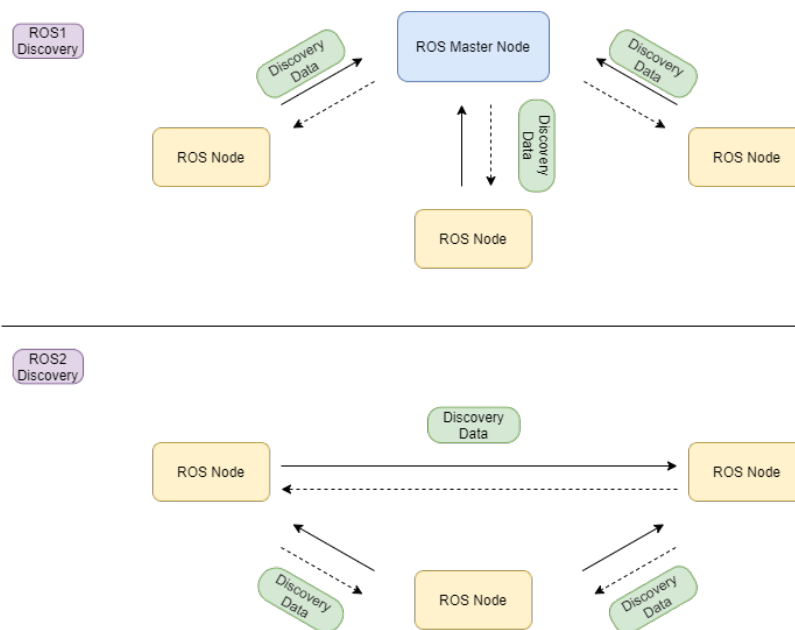 ROS1
Discovery
Discovery
Data
ROS Master Node
Discovery
Data
ROS Node
Discovery
Data
ROS Node
ROS Node
ROS2
Discovery
Discovery
Data
ROS Node
ROS Node
Discovery
Data
ROS Node
Discovery
Data